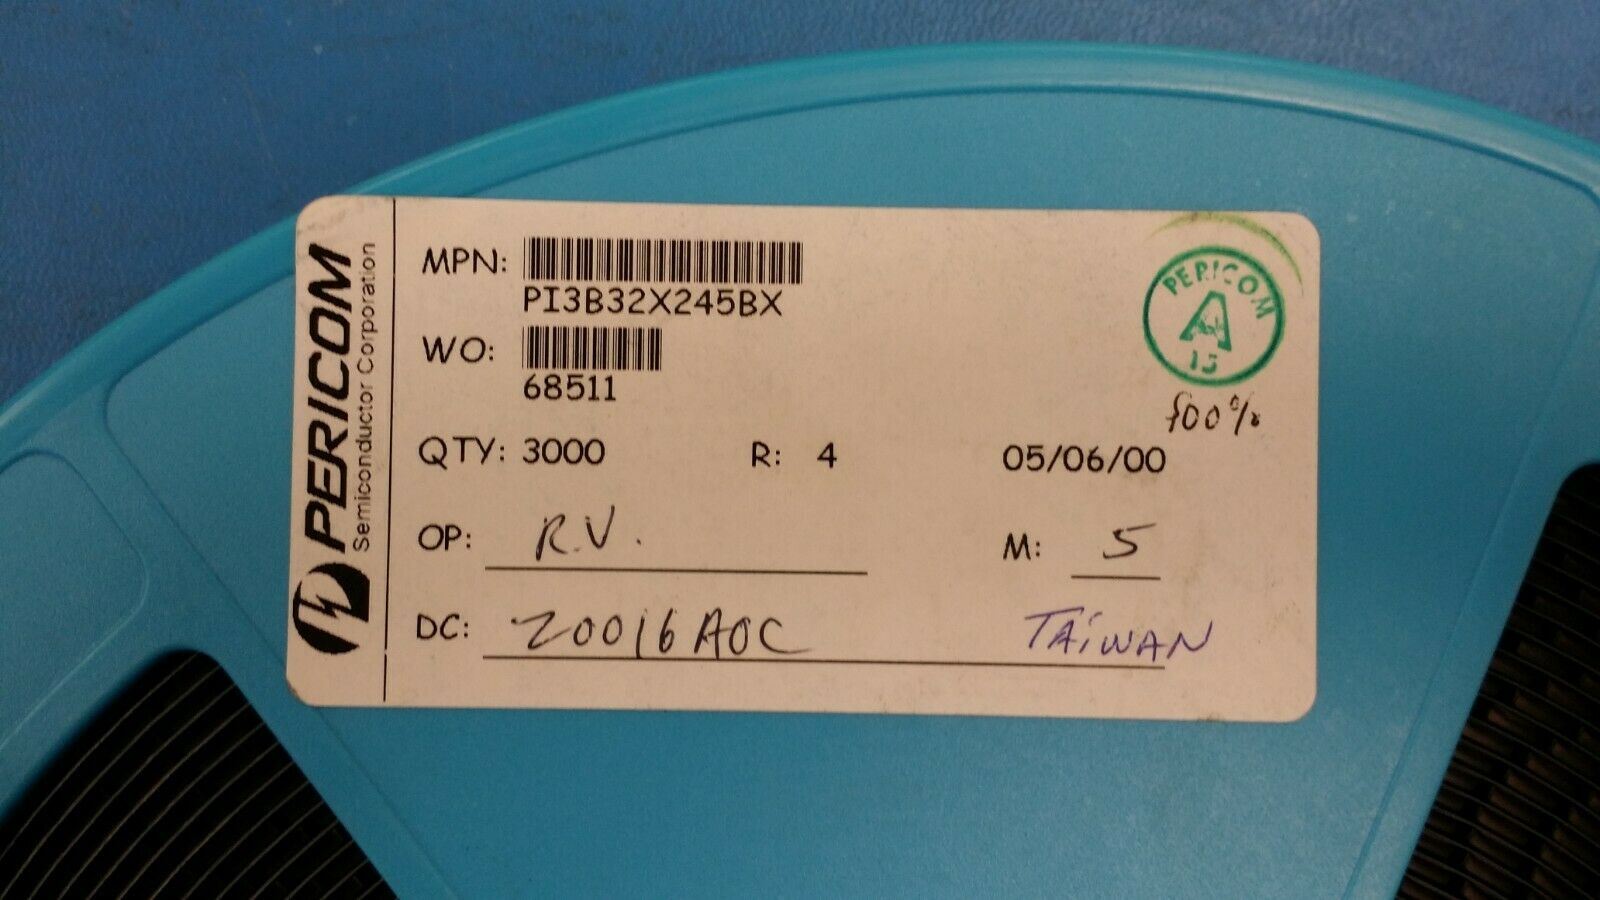 PERICOM
Semiconductor Corporation
MPN:
PI3B32X245BX
WO:
68511
QTY: 3000 R: 4 05/06/00
OP: R.V. M: 5
DC: Z0016AOC TAiWAN
PERICOM
A
15
100%